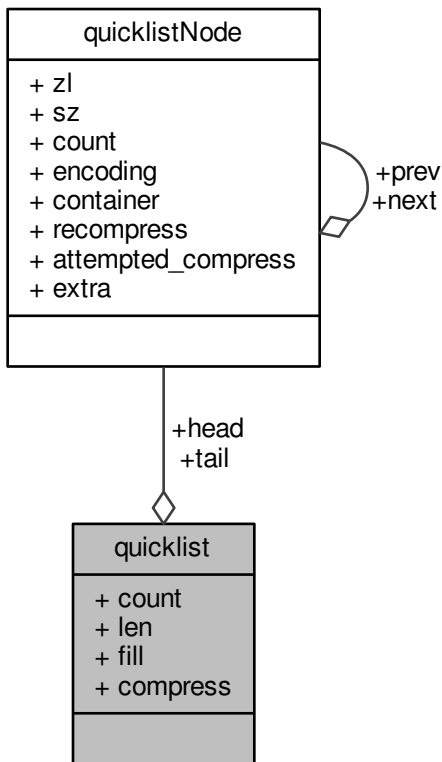 quicklistNode
+ zl
+ sz
+ count
+ encoding
+ container
+ recompress
+ attempted_compress
+ extra
+prev
+next
+head
+tail
quicklist
+ count
+ len
+ fill
+ compress